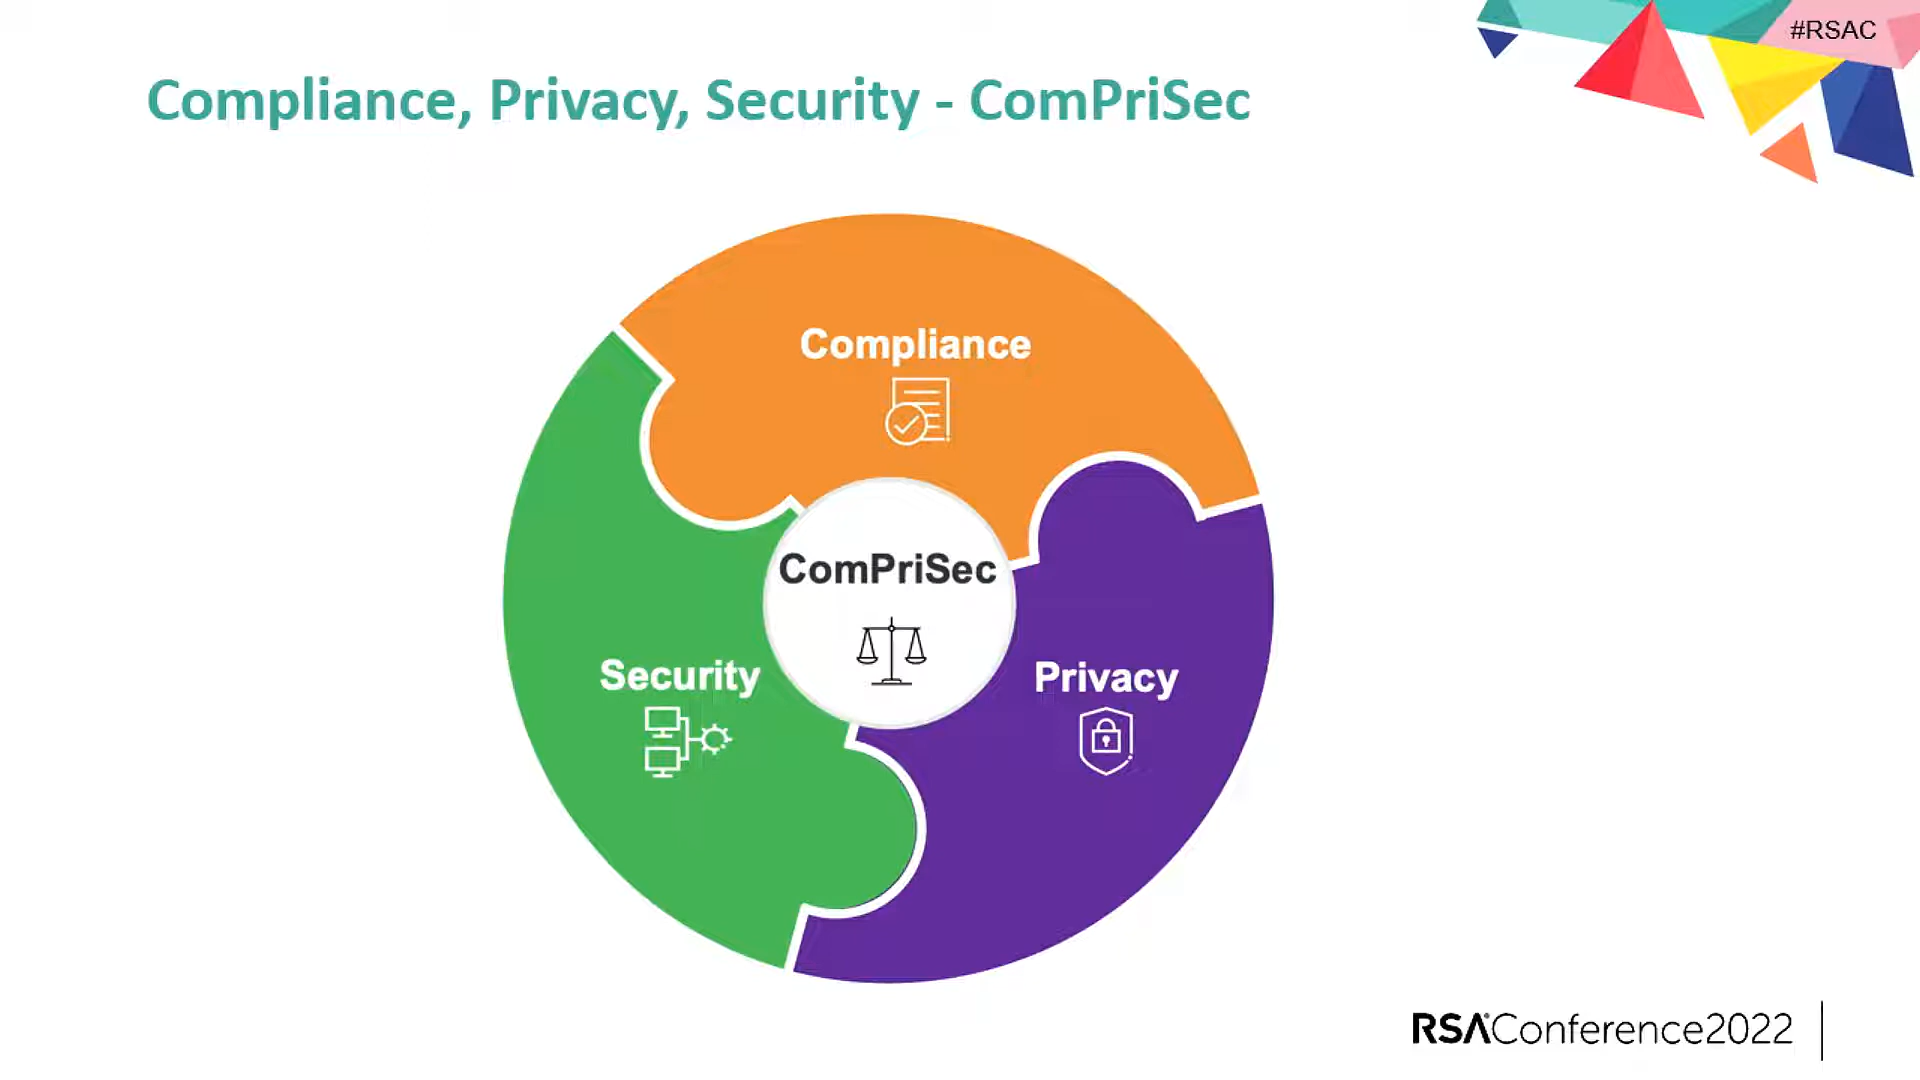 #RSAC
Compliance, Privacy, Security - ComPriSec
Compliance
ComPriSec
Security
Privacy
RSAConference2022